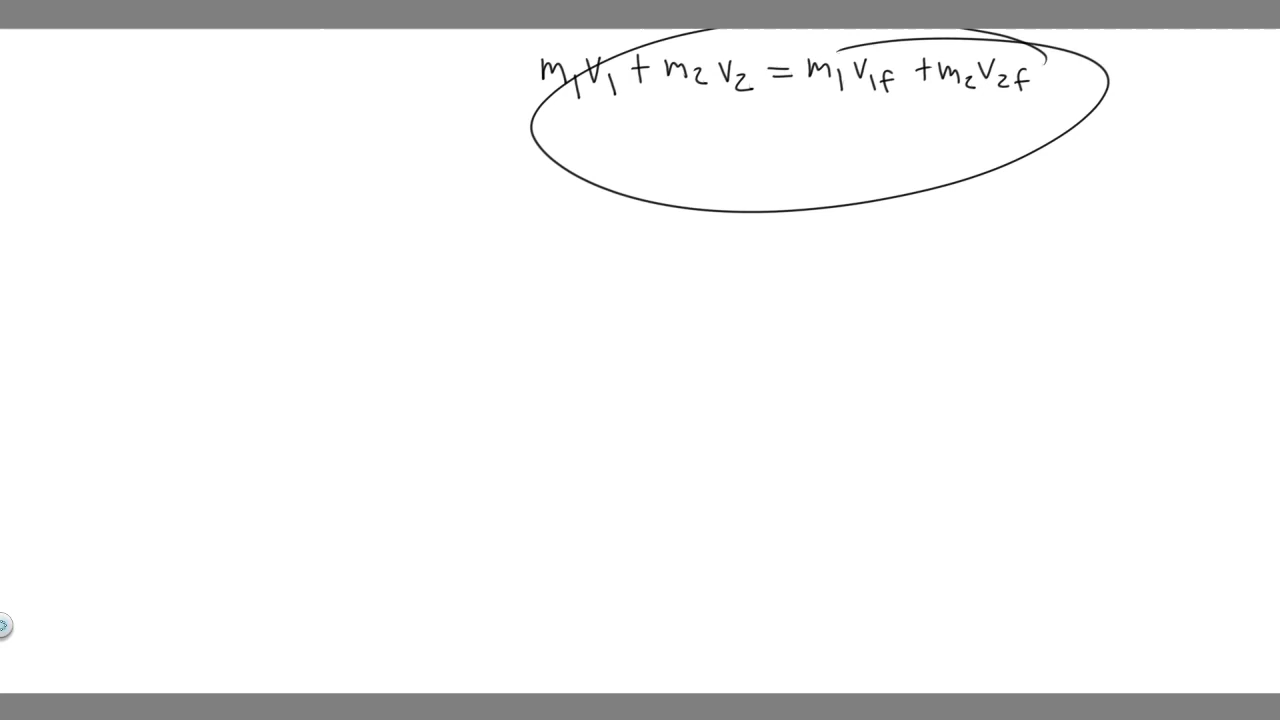 m₁v₁ + m₂v₂ = m₁v₁f + m₂v₂f